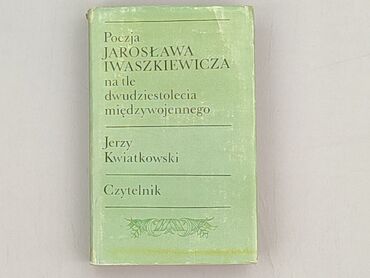 Poezja
JAROSŁAWA
IWASZKIEWICZA
na tle
dwudziestolecia
międzywojennego
Jerzy
Kwiatkowski
Czytelnik